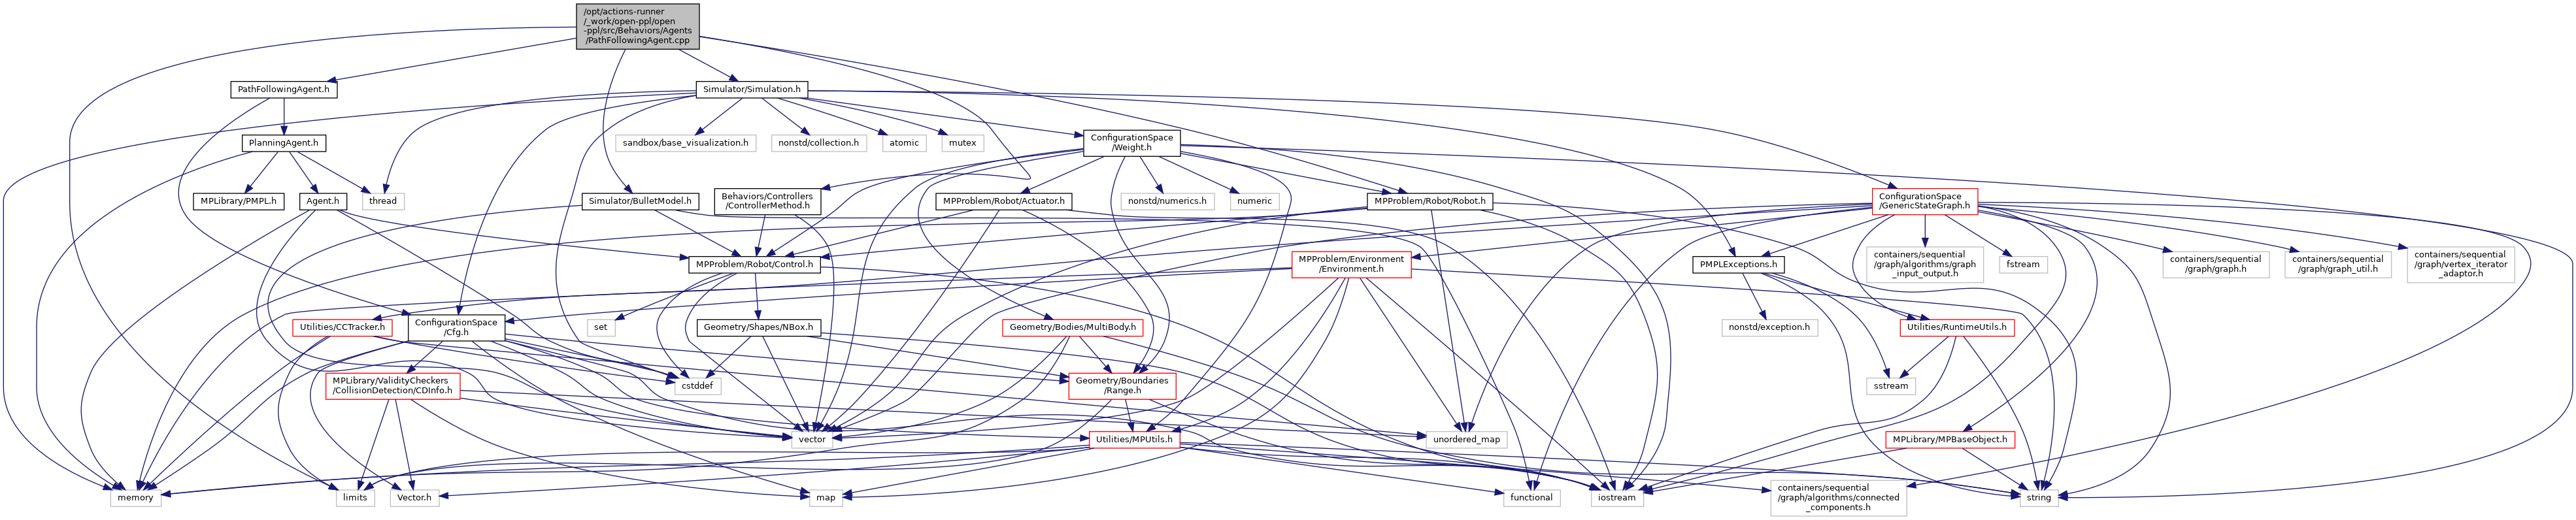 /opt/actions-runner
/_work/open-ppl/open
-ppl/src/Behaviors/Agents
/PathFollowingAgent.cpp
PathFollowingAgent.h
Simulator/Simulation.h
PlanningAgent.h
sandbox/base_visualization.h
nonstd/collection.h
atomic
mutex
ConfigurationSpace
/Weight.h
MPLibrary/PMPL.h
Agent.h
thread
Simulator/BulletModel.h
Behaviors/Controllers
/ControllerMethod.h
MPProblem/Robot/Actuator.h
nonstd/numerics.h
numeric
MPProblem/Robot/Robot.h
ConfigurationSpace
/GenericStateGraph.h
MPProblem/Robot/Control.h
MPProblem/Environment
/Environment.h
PMPLExceptions.h
containers/sequential
/graph/algorithms/graph
_input_output.h
fstream
containers/sequential
/graph/graph.h
containers/sequential
/graph/graph_util.h
containers/sequential
/graph/vertex_iterator
_adaptor.h
Utilities/CCTracker.h
ConfigurationSpace
/Cfg.h
set
Geometry/Shapes/NBox.h
Geometry/Bodies/MultiBody.h
nonstd/exception.h
Utilities/RuntimeUtils.h
MPLibrary/ValidityCheckers
/CollisionDetection/CDInfo.h
cstddef
Geometry/Boundaries
/Range.h
sstream
vector
Utilities/MPUtils.h
unordered_map
MPLibrary/MPBaseObject.h
memory
limits
Vector.h
map
functional
iostream
containers/sequential
/graph/algorithms/connected
_components.h
string